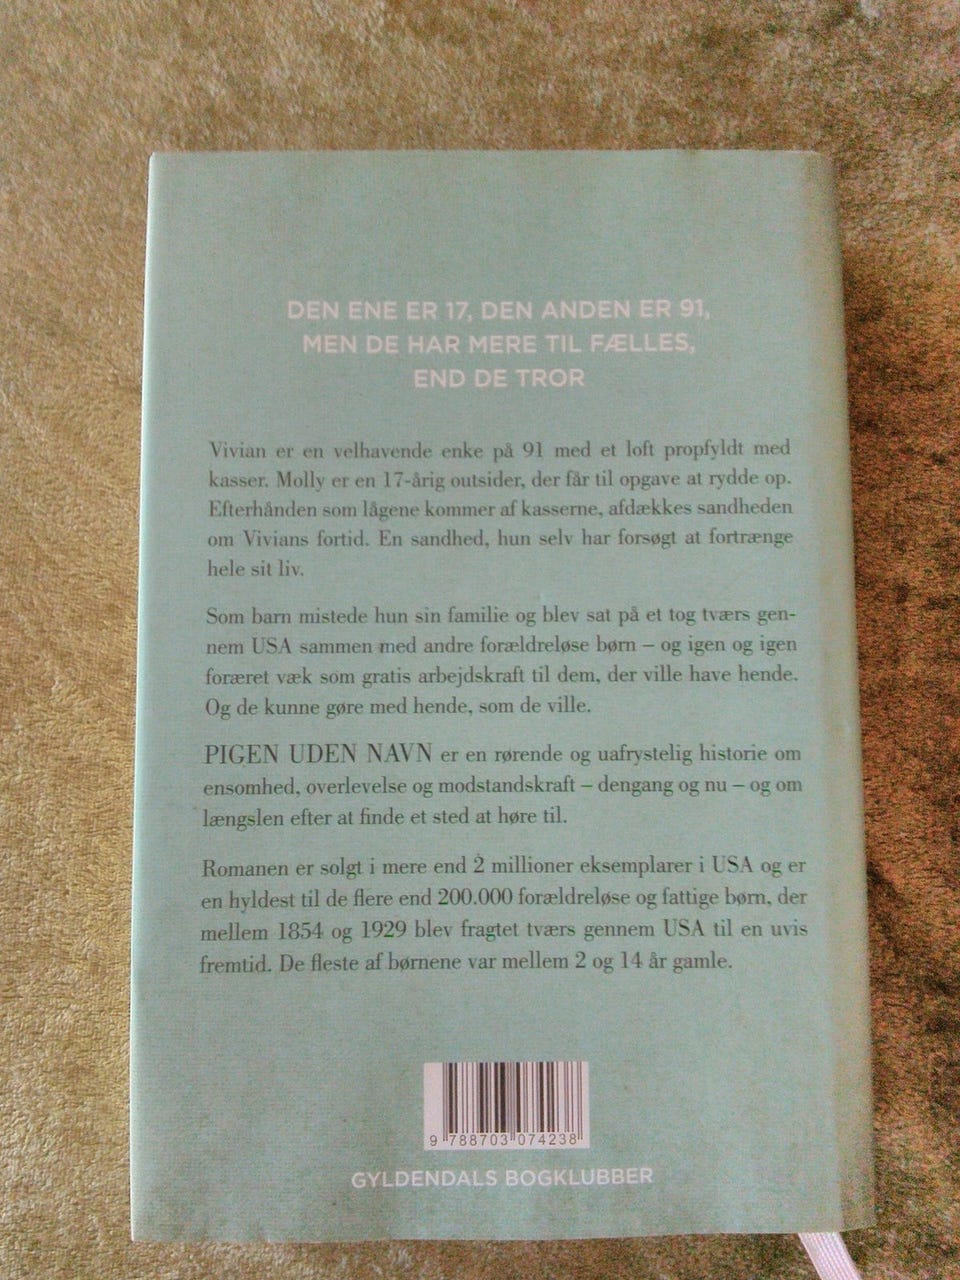 DEN ENE ER 17, DEN ANDEN ER 91,
MEN DE HAR MERE TIL FÆLLES,
END DE TROR
Vivian er en velhavende enke på 91 med et loft propfyldt med
kasser. Molly er en 17-årig outsider, der får til opgave at rydde op.
Efterhånden som lågene kommer af kasserne, afdækkes sandheden
om Vivians fortid. En sandhed, hun selv har forsøgt at fortrænge
hele sit liv.
Som barn mistede hun sin familie og blev sat på et tog tværs gen-
nem USA sammen med andre forældreløse børn – og igen og igen
foræret væk som gratis arbejdskraft til dem, der ville have hende.
Og de kunne gøre med hende, som de ville.
PIGEN UDEN NAVN er en rørende og uafrystelig historie om
ensomhed, overlevelse og modstandskraft – dengang og nu – og om
længslen efter at finde et sted at høre til.
Romanen er solgt i mere end 2 millioner eksemplarer i USA og er
en hyldest til de flere end 200.000 forældreløse og fattige børn, der
mellem 1854 og 1929 blev fragtet tværs gennem USA til en uvis
fremtid. De fleste af børnene var mellem 2 og 14 år gamle.
9 788703 074238
GYLDENDALS BOGKLUBBER